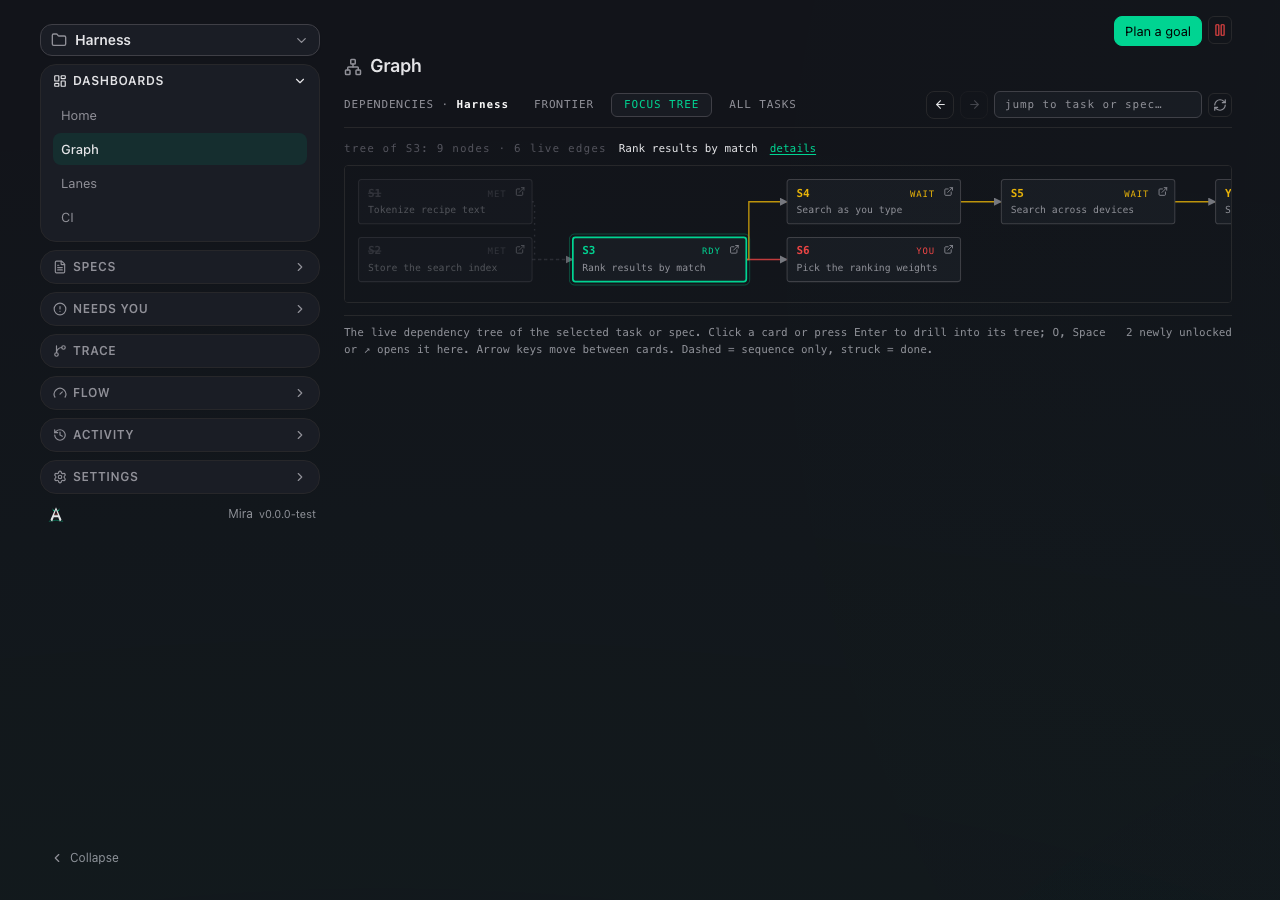 Harness
DASHBOARDS
Home
Graph
Lanes
CI
SPECS
NEEDS YOU
TRACE
FLOW
ACTIVITY
SETTINGS
Mira v0.0.0-test
Collapse
Plan a goal
Graph
DEPENDENCIES · Harness FRONTIER FOCUS TREE ALL TASKS
jump to task or spec…
tree of S3: 9 nodes · 6 live edges Rank results by match details
S1 MET
Tokenize recipe text
S2 MET
Store the search index
S3 RDY
Rank results by match
S4 WAIT
Search as you type
S6 YOU
Pick the ranking weights
S5 WAIT
Search across devices
The live dependency tree of the selected task or spec. Click a card or press Enter to drill into its tree; O, Space
or ↗ opens it here. Arrow keys move between cards. Dashed = sequence only, struck = done.
2 newly unlocked